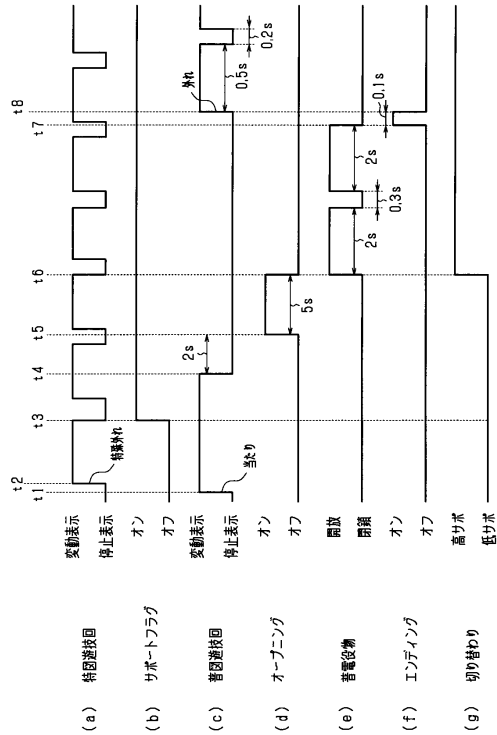 t1 t2 t3 t4 t5 t6 t7 t8
(a) 特図遊技回 変動表示 停止表示 特殊外れ
(b) サポートフラグ オン オフ
(c) 普図遊技回 変動表示 停止表示 当たり 2s 外れ 0.5s 0.2s
(d) オープニング オン オフ 5s
(e) 普電役物 開放 閉鎖 2s 0.3s 2s
(f) エンディング オン オフ 0.1s
(g) 切り替わり 高サポ 低サポ